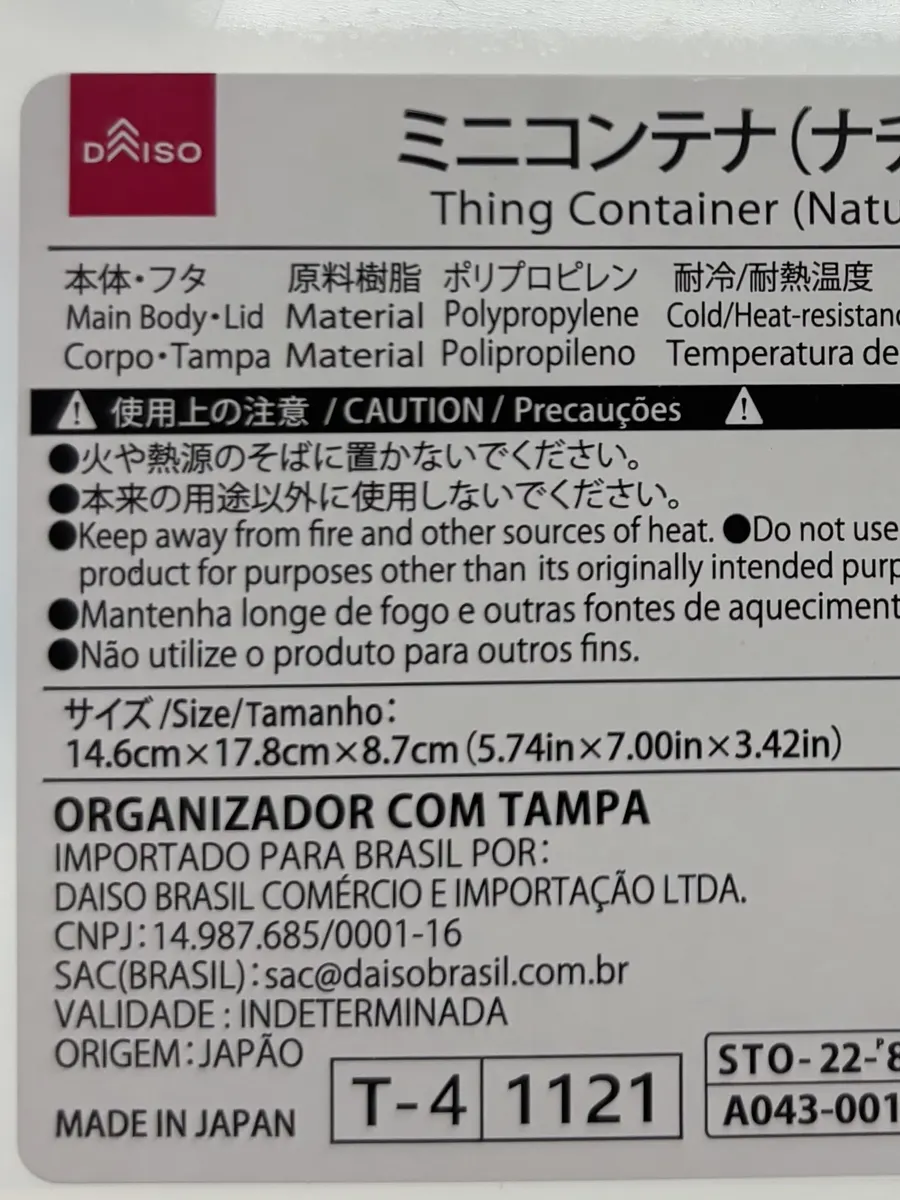 DAISO
ミニコンテナ(ナチ
Thing Container (Natu
本体・フタ 原料樹脂 ポリプロピレン 耐冷/耐熱温度
Main Body・Lid Material Polypropylene Cold/Heat-resistanc
Corpo・Tampa Material Polipropileno Temperatura de
使用上の注意 / CAUTION / Precauções
●火や熱源のそばに置かないでください。
●本来の用途以外に使用しないでください。
●Keep away from fire and other sources of heat. ●Do not use
product for purposes other than its originally intended purp
●Mantenha longe de fogo e outras fontes de aqueciment
●Não utilize o produto para outros fins.
サイズ /Size/Tamanho:
14.6cm×17.8cm×8.7cm (5.74in×7.00in×3.42in)
ORGANIZADOR COM TAMPA
IMPORTADO PARA BRASIL POR:
DAISO BRASIL COMÉRCIO E IMPORTAÇÃO LTDA.
CNPJ:14.987.685/0001-16
SAC(BRASIL):sac@daisobrasil.com.br
VALIDADE : INDETERMINADA
ORIGEM:JAPÃO
MADE IN JAPAN
T-4 1121
STO-22-'8
A043-001